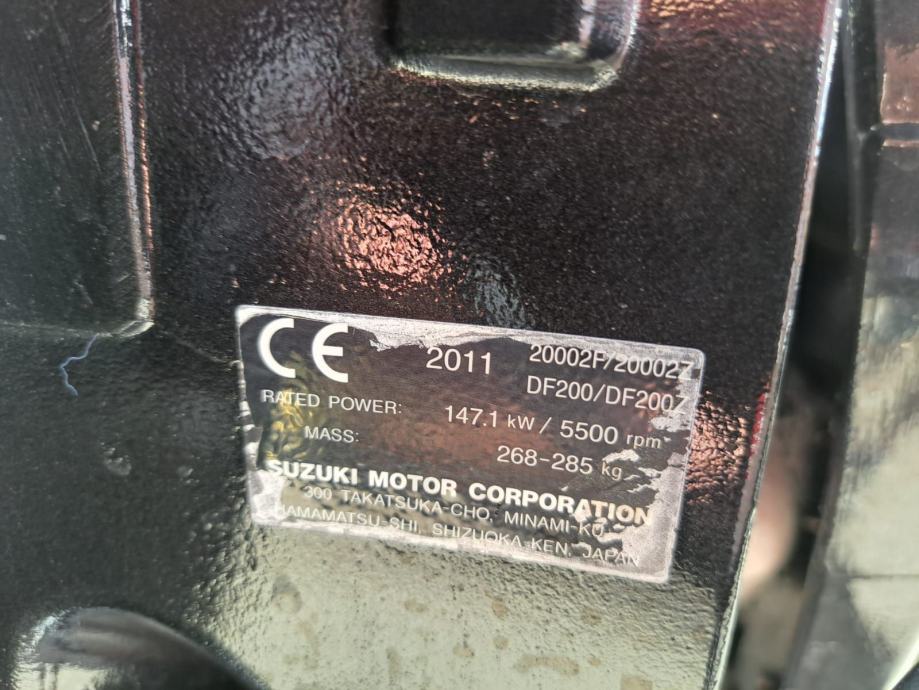 CE 2011 20002F/20002Z
DF200/DF200Z
RATED POWER: 147.1 kW / 5500 rpm
MASS: 268-285 kg
SUZUKI MOTOR CORPORATION
300 TAKATSUKA-CHO, MINAMI-KU
HAMAMATSU-SHI, SHIZUOKA-KEN, JAPAN